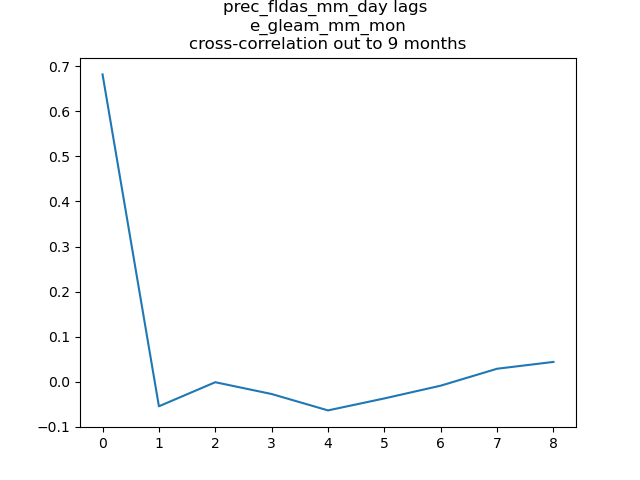 prec_fldas_mm_day lags
e_gleam_mm_mon
cross-correlation out to 9 months
0.7
0.6
0.5
0.4
0.3
0.2
0.1
0.0
−0.1
0 1 2 3 4 5 6 7 8